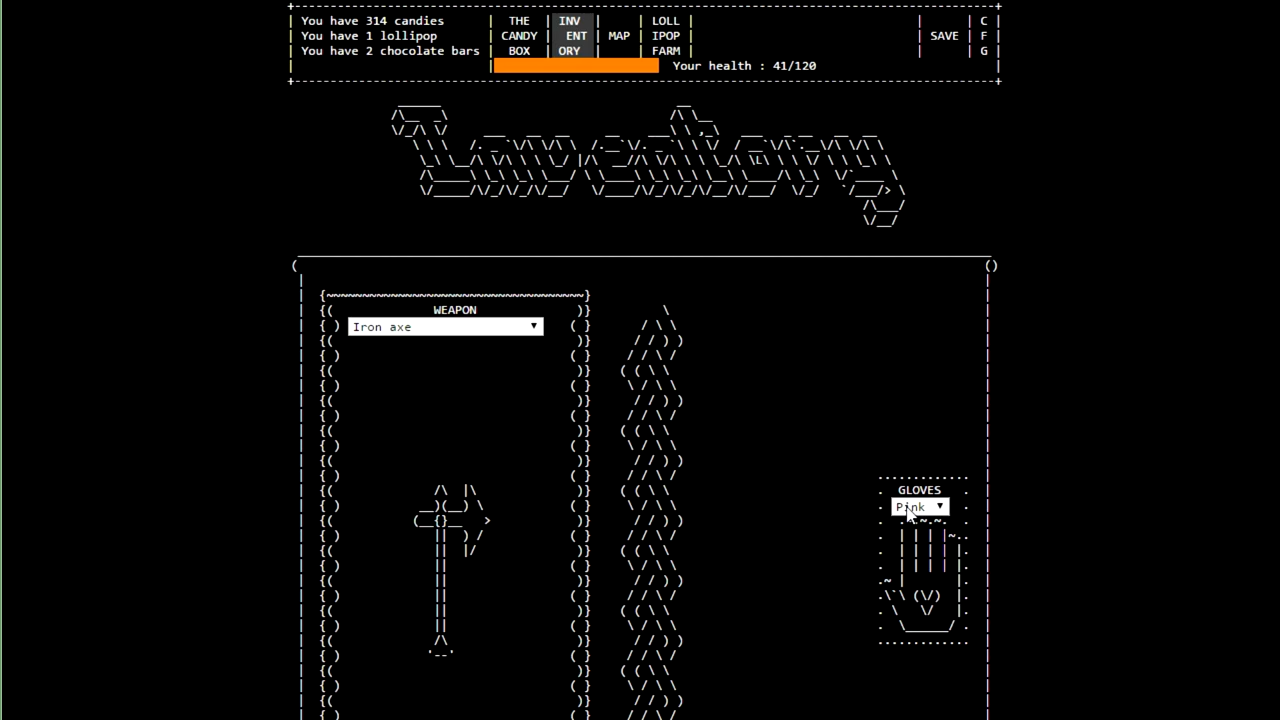 You have 314 candies
You have 1 lollipop
You have 2 chocolate bars
THE
CANDY
BOX
INV
ENT
ORY
MAP
LOLL
IPOP
FARM
SAVE
C
F
G
Your health : 41/120
Inventory
WEAPON
Iron axe
GLOVES
Pink